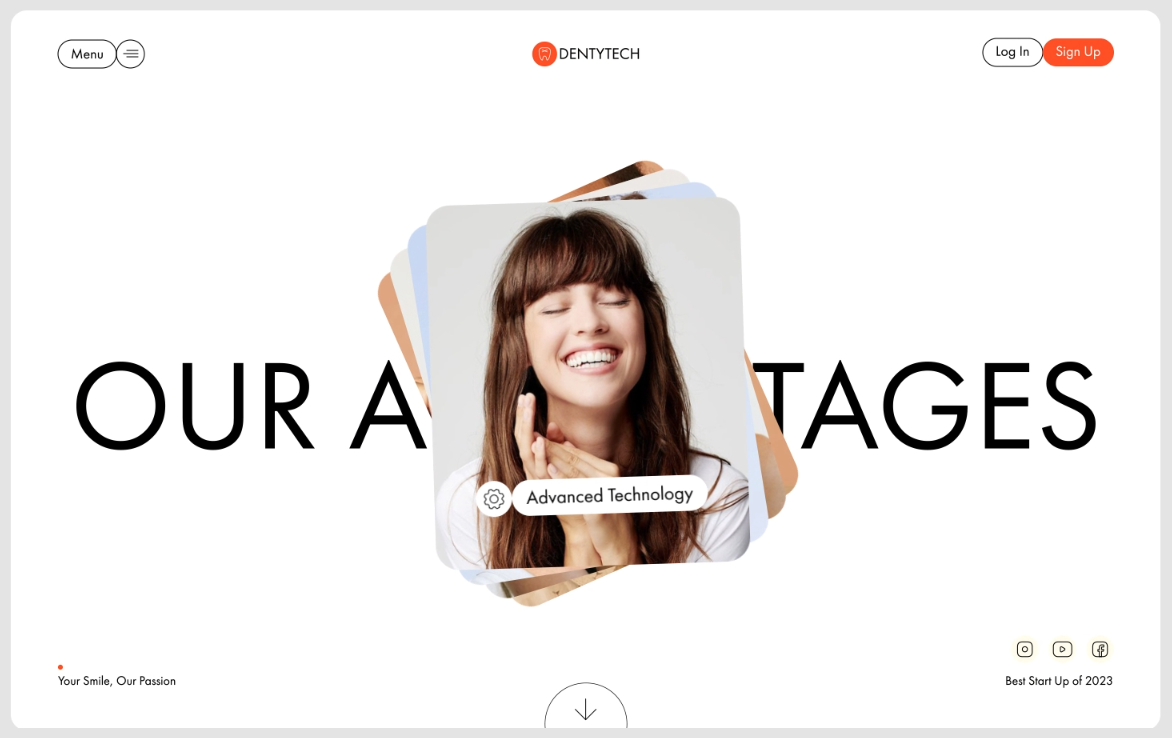 Menu
DENTYTECH
Log In
Sign Up
OUR A TAGES
Advanced Technology
Your Smile, Our Passion
Best Start Up of 2023